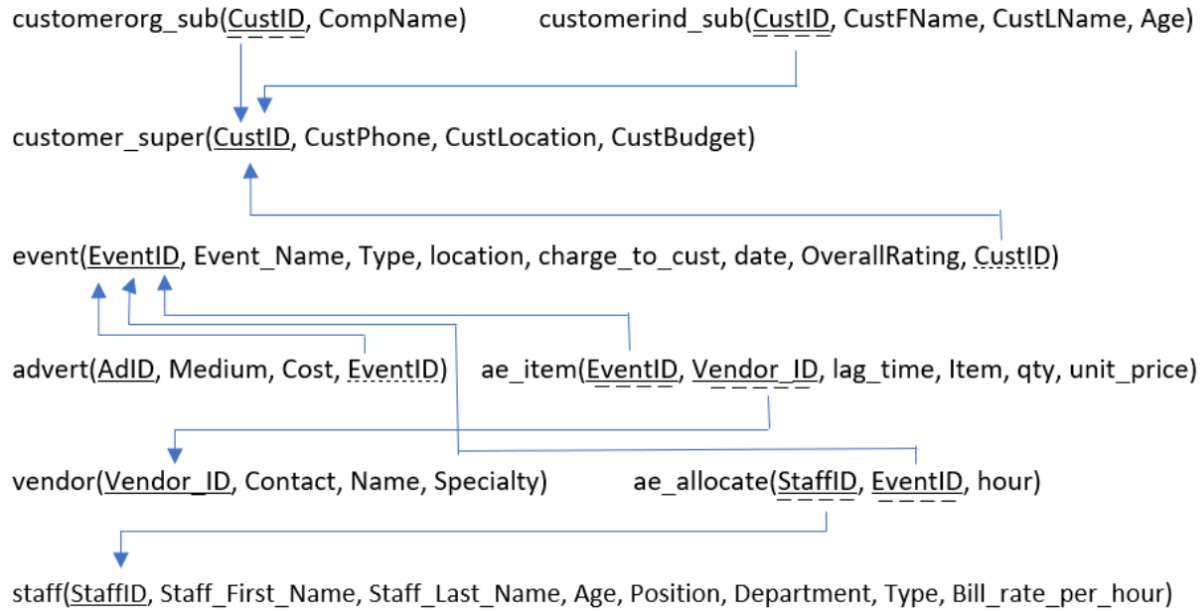 customerorg_sub(CustID, CompName) customerind_sub(CustID, CustFName, CustLName, Age)
customer_super(CustID, CustPhone, CustLocation, CustBudget)
event(EventID, Event_Name, Type, location, charge_to_cust, date, OverallRating, CustID)
advert(AdID, Medium, Cost, EventID) ae_item(EventID, Vendor_ID, lag_time, Item, qty, unit_price)
vendor(Vendor_ID, Contact, Name, Specialty) ae_allocate(StaffID, EventID, hour)
staff(StaffID, Staff_First_Name, Staff_Last_Name, Age, Position, Department, Type, Bill_rate_per_hour)